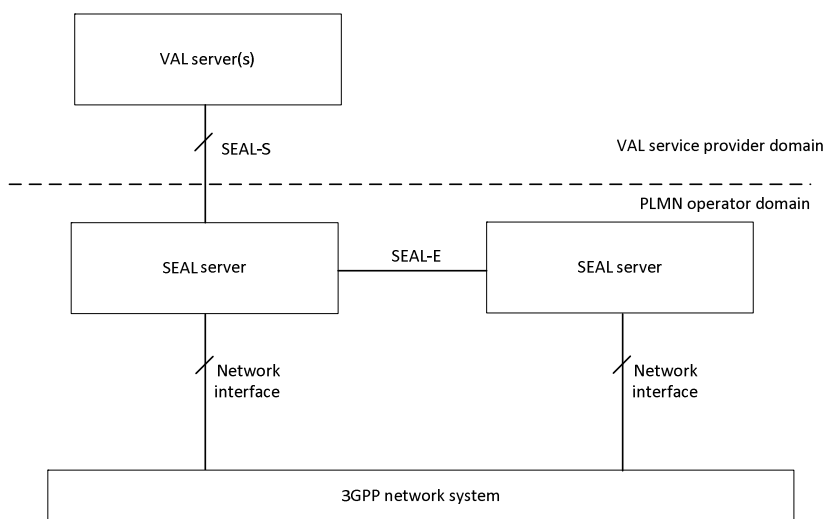 VAL server(s)
SEAL-S
VAL service provider domain
PLMN operator domain
SEAL server
SEAL-E
SEAL server
Network
interface
Network
interface
3GPP network system